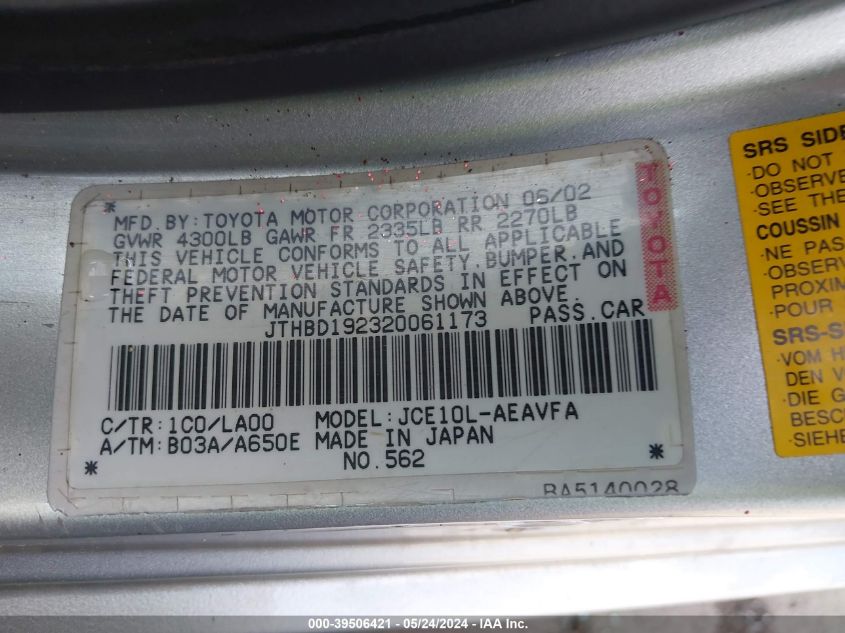 * MFD. BY: TOYOTA MOTOR CORPORATION 05/02
GVWR 4300LB GAWR FR 2335LB RR 2270LB
THIS VEHICLE CONFORMS TO ALL APPLICABLE
FEDERAL MOTOR VEHICLE SAFETY, BUMPER, AND
THEFT PREVENTION STANDARDS IN EFFECT ON
THE DATE OF MANUFACTURE SHOWN ABOVE.
JTHBD192320061173 PASS. CAR
TOYOTA
C/TR: 1C0/LA00 MODEL: JCE10L-AEAVFA
A/TM: B03A/A650E MADE IN JAPAN
* NO. 562 *
BA5140028
SRS SIDE
·DO NOT
·OBSERVE
·SEE THE
COUSSIN
·NE PAS
·OBSERV
PROXIM
·POUR
SRS-S
·VOM H
DEN V
·DIE G
BESCH
·SIEHE
000-39506421 - 05/24/2024 - IAA Inc.